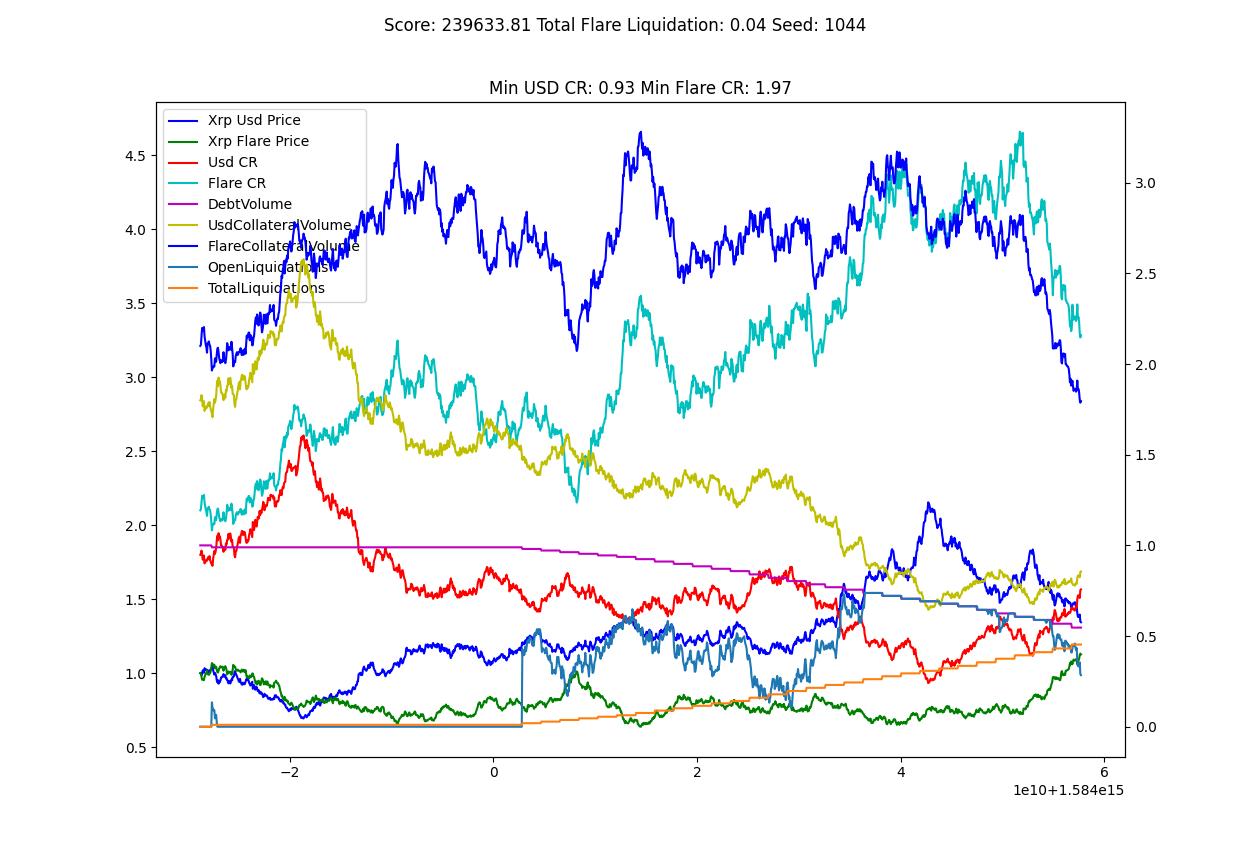 Score: 239633.81 Total Flare Liquidation: 0.04 Seed: 1044
Min USD CR: 0.93 Min Flare CR: 1.97
Xrp Usd Price
Xrp Flare Price
Usd CR
Flare CR
DebtVolume
UsdCollateralVolume
FlareCollateralVolume
OpenLiquidations
TotalLiquidations
4.5
4.0
3.5
3.0
2.5
2.0
1.5
1.0
0.5
3.0
2.5
2.0
1.5
1.0
0.5
0.0
−2
0
2
4
6
1e10+1.584e15